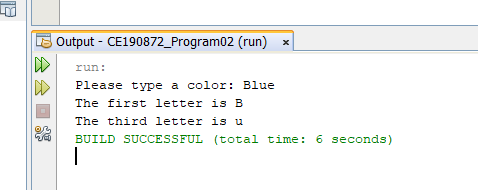 Output - CE190872_Program02 (run) ×
run:
Please type a color: Blue
The first letter is B
The third letter is u
BUILD SUCCESSFUL (total time: 6 seconds)